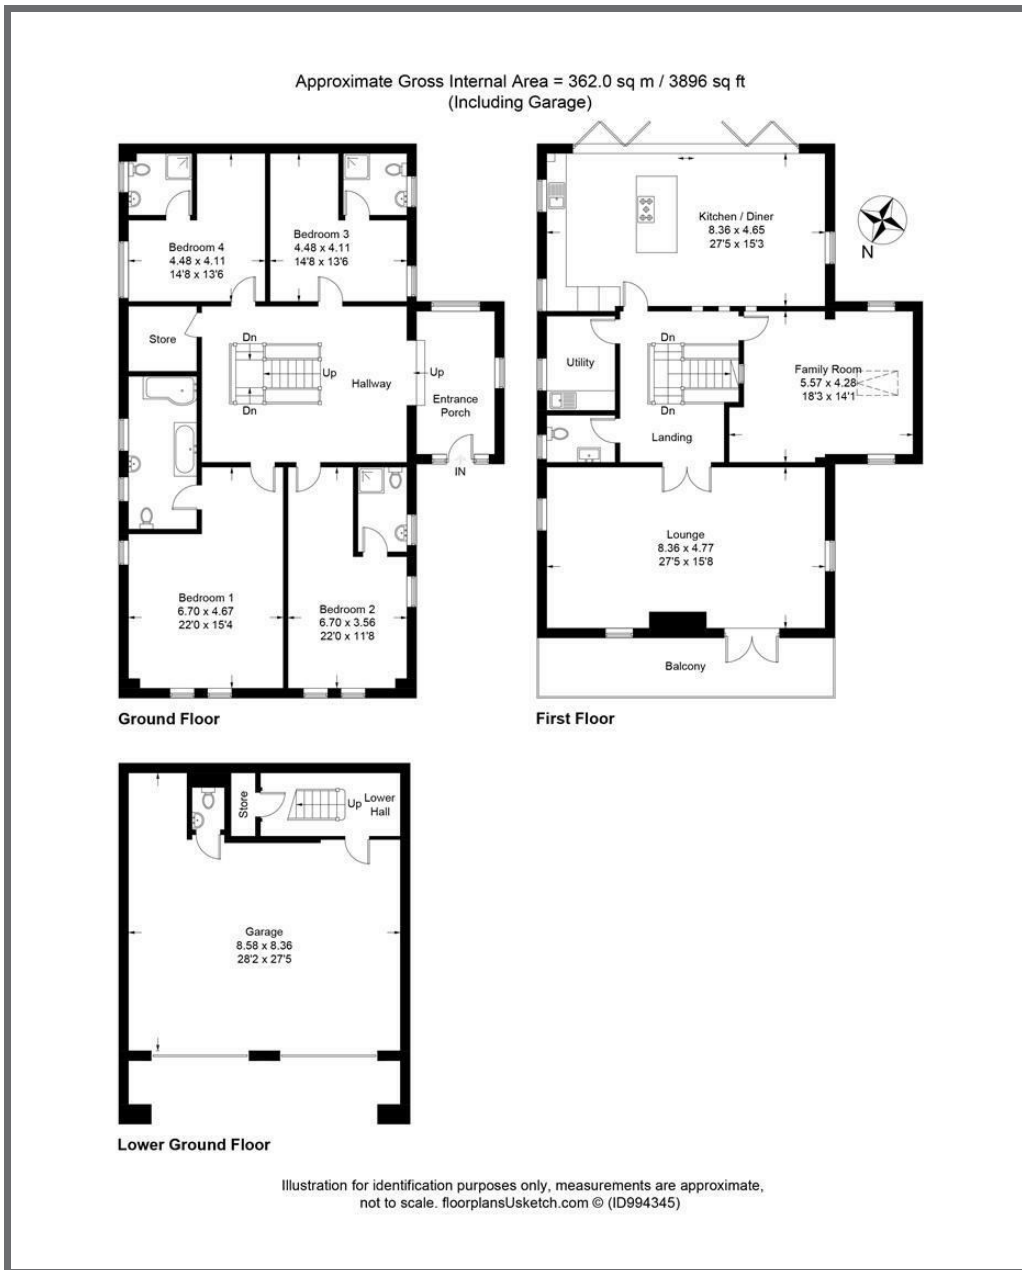 Approximate Gross Internal Area = 362.0 sq m / 3896 sq ft
(Including Garage)
Bedroom 4
4.48 x 4.11
14'8 x 13'6
Bedroom 3
4.48 x 4.11
14'8 x 13'6
Store
Dn
Up
Dn
Hallway
Up
Entrance
Porch
IN
Bedroom 1
6.70 x 4.67
22'0 x 15'4
Bedroom 2
6.70 x 3.56
22'0 x 11'8
Ground Floor
Kitchen / Diner
8.36 x 4.65
27'5 x 15'3
N
Utility
Dn
Dn
Landing
Family Room
5.57 x 4.28
18'3 x 14'1
Lounge
8.36 x 4.77
27'5 x 15'8
Balcony
First Floor
Store
Up
Lower
Hall
Garage
8.58 x 8.36
28'2 x 27'5
Lower Ground Floor
Illustration for identification purposes only, measurements are approximate,
not to scale. floorplansUsketch.com © (ID994345)